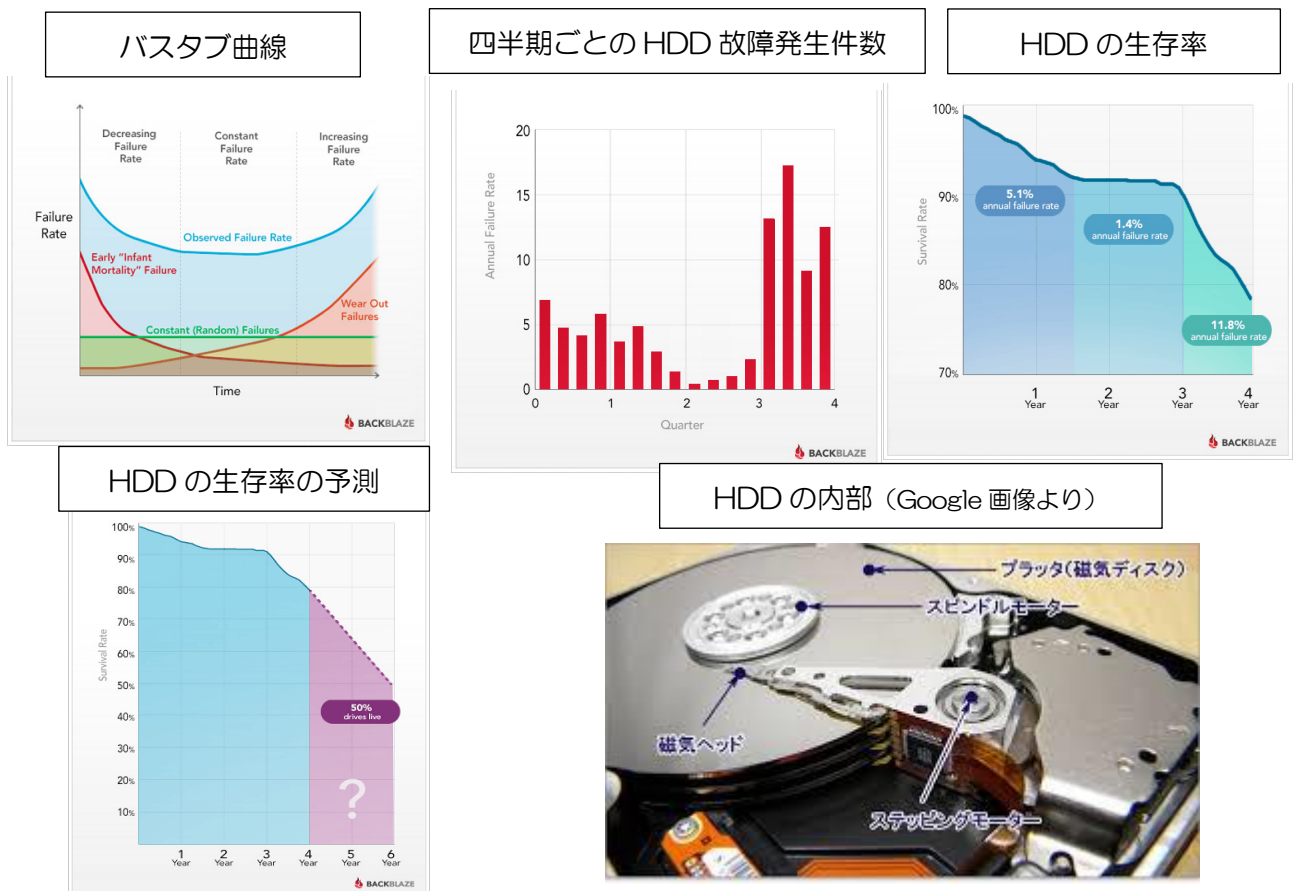 バスタブ曲線
Decreasing
Failure
Rate
Constant
Failure
Rate
Increasing
Failure
Rate
Failure
Rate
Observed Failure Rate
Early "Infant
Mortality" Failure
Wear Out
Failures
Constant (Random) Failures
Time
BACKBLAZE
四半期ごとの HDD 故障発生件数
20
15
10
5
0
Annual Failure Rate
0 1 2 3 4
Quarter
BACKBLAZE
HDD の生存率
100%
90%
80%
70%
Survival Rate
5.1%
annual failure rate
1.4%
annual failure rate
11.8%
annual failure rate
1 2 3 4
Year Year Year Year
BACKBLAZE
HDD の生存率の予測
100%
90%
80%
70%
60%
50%
40%
30%
20%
10%
Survival Rate
50%
drives live
?
1 2 3 4 5 6
Year Year Year Year Year Year
BACKBLAZE
HDD の内部（Google 画像より）
プラッタ(磁気ディスク)
スピンドルモーター
磁気ヘッド
ステッピングモーター